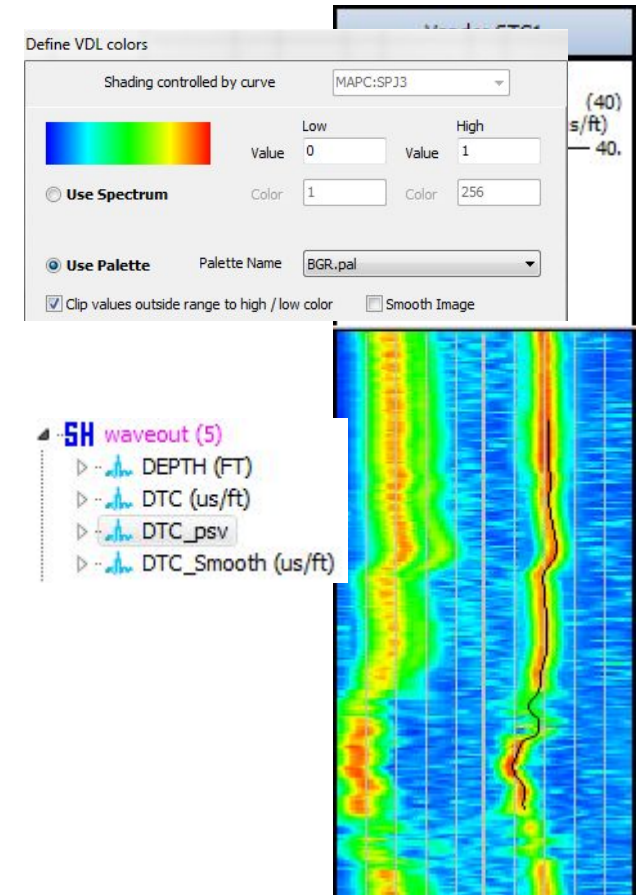 Define VDL colors
Shading controlled by curve MAPC:SPJ3
(40)
s/ft)
40.
Low High
Value 0 Value 1
Use Spectrum Color 1 Color 256
Use Palette Palette Name BGR.pal
Clip values outside range to high / low color Smooth Image
SH waveout (5)
DEPTH (FT)
DTC (us/ft)
DTC_psv
DTC_Smooth (us/ft)